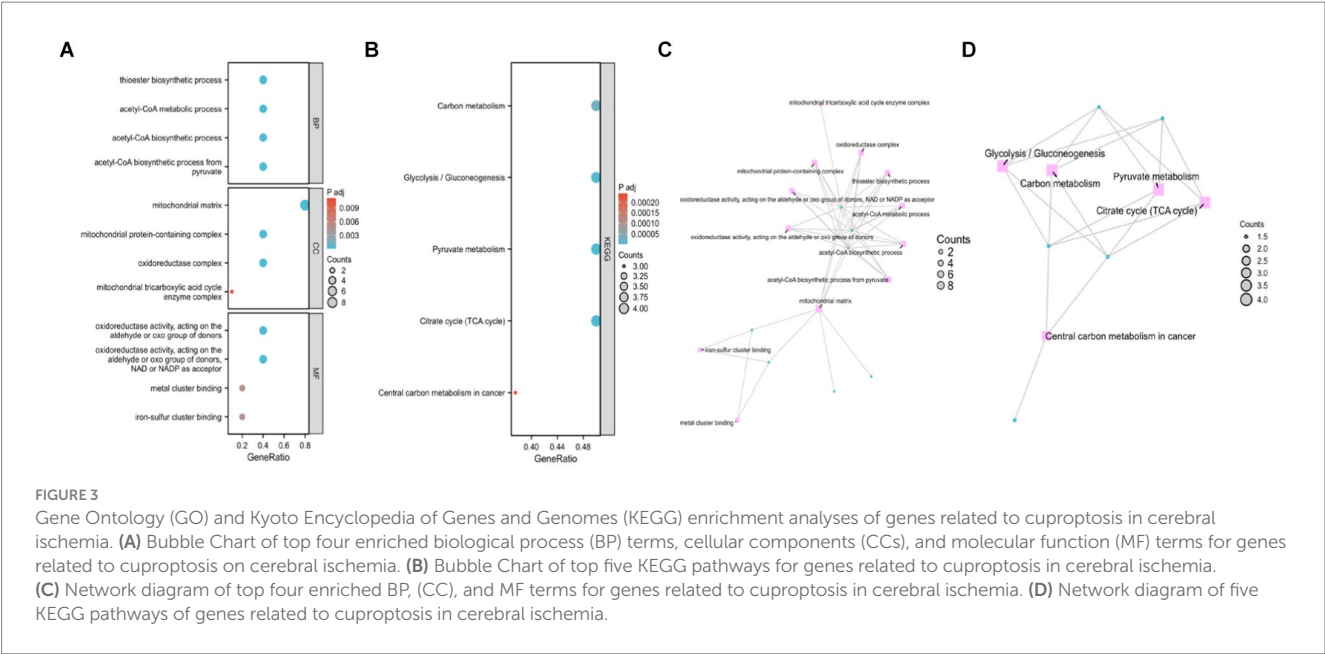 A
thioester biosynthetic process
acetyl-CoA metabolic process
acetyl-CoA biosynthetic process
acetyl-CoA biosynthetic process from
pyruvate
BP
mitochondrial matrix
mitochondrial protein-containing complex
oxidoreductase complex
mitochondrial tricarboxylic acid cycle
enzyme complex
CC
oxidoreductase activity, acting on the
aldehyde or oxo group of donors
oxidoreductase activity, acting on the
aldehyde or oxo group of donors,
NAD or NADP as acceptor
metal cluster binding
iron-sulfur cluster binding
MF
0.2 0.4 0.6 0.8
GeneRatio
P adj
0.009
0.006
0.003
Counts
2
4
6
8
B
Carbon metabolism
Glycolysis / Gluconeogenesis
Pyruvate metabolism
Citrate cycle (TCA cycle)
Central carbon metabolism in cancer
KEGG
0.40 0.44 0.48
GeneRatio
P adj
0.00020
0.00015
0.00010
0.00005
Counts
3.00
3.25
3.50
3.75
4.00
C
mitochondrial tricarboxylic acid cycle enzyme complex
oxidoreductase complex
mitochondrial protein-containing complex
thioester biosynthetic process
oxidoreductase activity, acting on the aldehyde or oxo group of donors, NAD or NADP as acceptor
acetyl-CoA metabolic process
oxidoreductase activity, acting on the aldehyde or oxo group of donors
acetyl-CoA biosynthetic process
acetyl-CoA biosynthetic process from pyruvate
mitochondrial matrix
iron-sulfur cluster binding
metal cluster binding
Counts
2
4
6
8
D
Glycolysis / Gluconeogenesis
Carbon metabolism
Pyruvate metabolism
Citrate cycle (TCA cycle)
Central carbon metabolism in cancer
Counts
1.5
2.0
2.5
3.0
3.5
4.0
FIGURE 3
Gene Ontology (GO) and Kyoto Encyclopedia of Genes and Genomes (KEGG) enrichment analyses of genes related to cuproptosis in cerebral
ischemia. (A) Bubble Chart of top four enriched biological process (BP) terms, cellular components (CCs), and molecular function (MF) terms for genes
related to cuproptosis on cerebral ischemia. (B) Bubble Chart of top five KEGG pathways for genes related to cuproptosis in cerebral ischemia.
(C) Network diagram of top four enriched BP, (CC), and MF terms for genes related to cuproptosis in cerebral ischemia. (D) Network diagram of five
KEGG pathways of genes related to cuproptosis in cerebral ischemia.